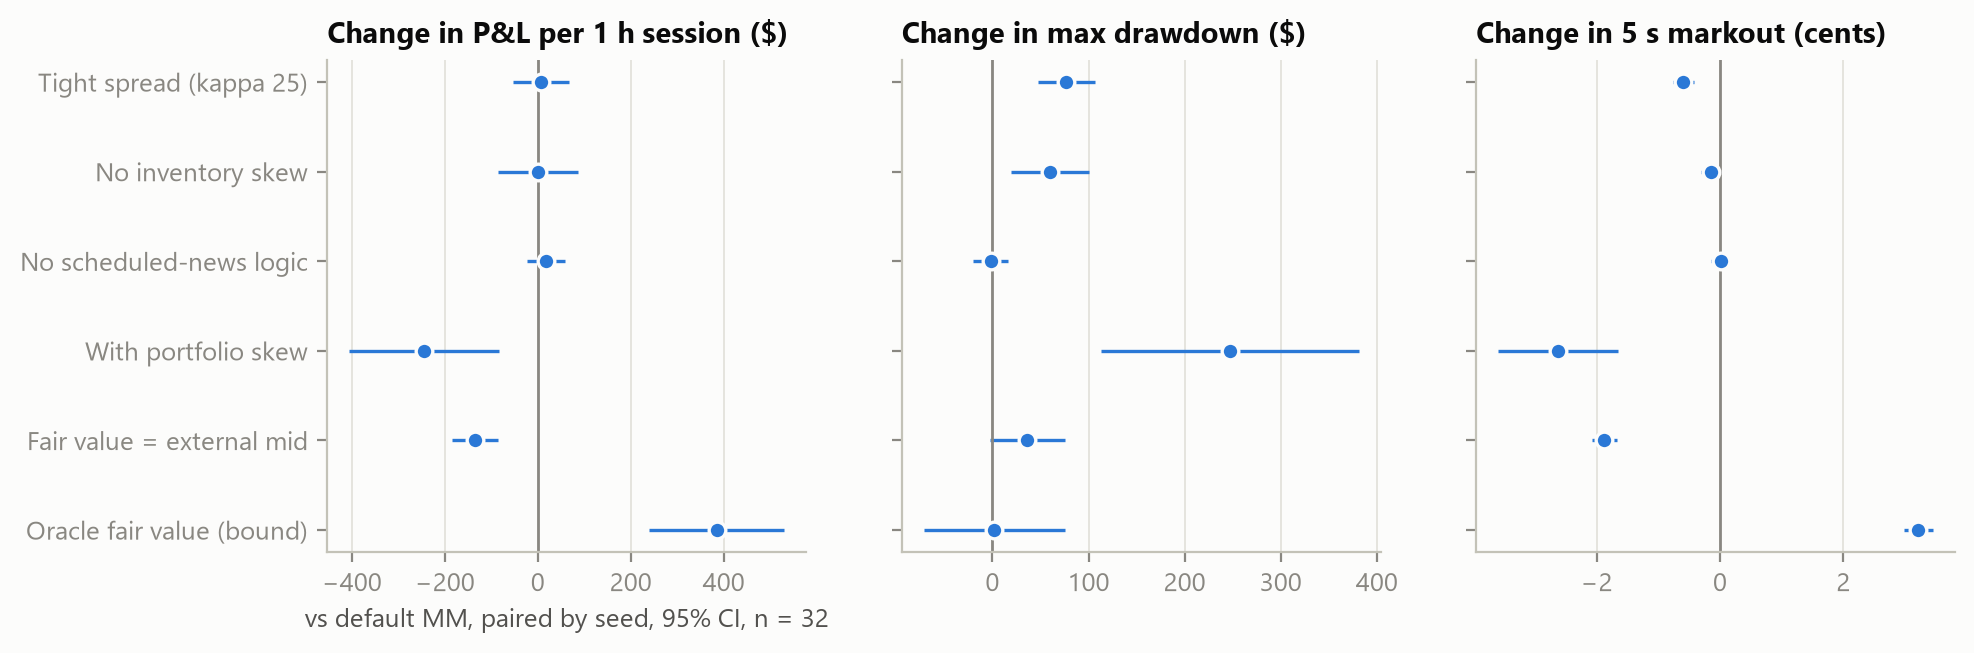 Change in P&L per 1 h session ($)
Change in max drawdown ($)
Change in 5 s markout (cents)
Tight spread (kappa 25)
No inventory skew
No scheduled-news logic
With portfolio skew
Fair value = external mid
Oracle fair value (bound)
−400 −200 0 200 400
0 100 200 300 400
−2 0 2
vs default MM, paired by seed, 95% CI, n = 32